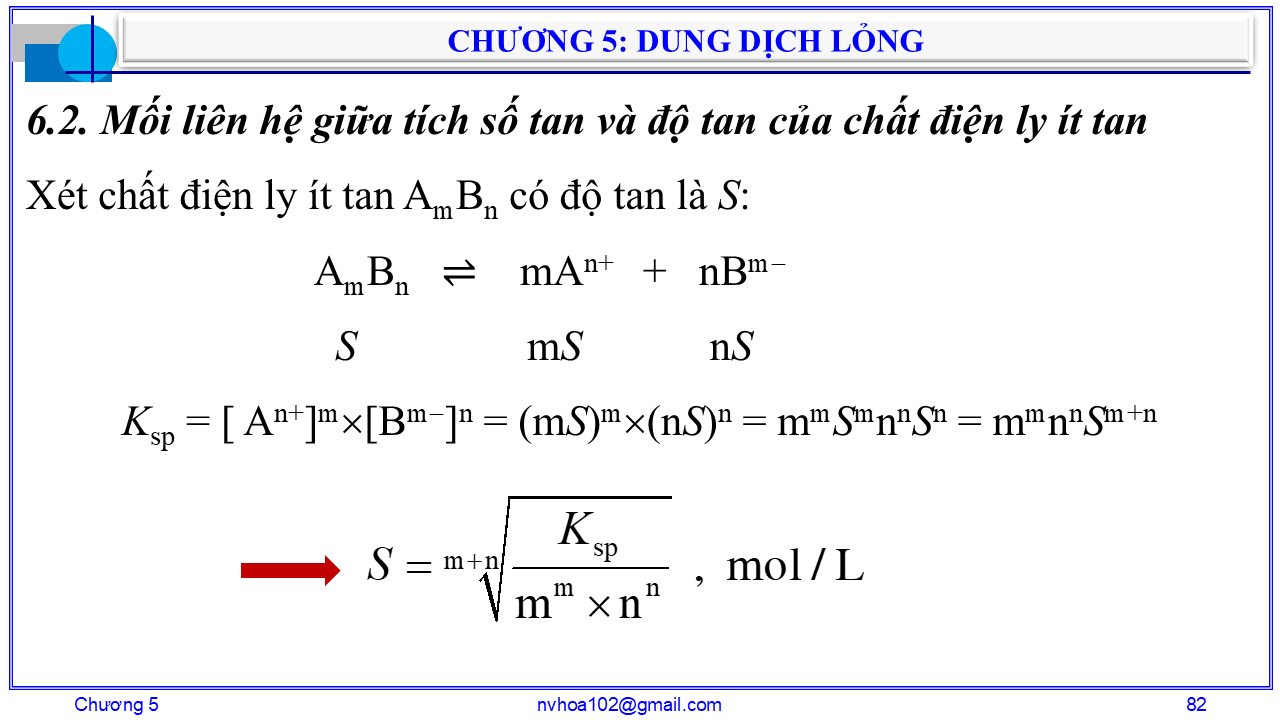 CHƯƠNG 5: DUNG DỊCH LỎNG
6.2. Mối liên hệ giữa tích số tan và độ tan của chất điện ly ít tan
Xét chất điện ly ít tan AₘBₙ có độ tan là S:
AₘBₙ ⇌ mAⁿ⁺ + nBᵐ⁻
S mS nS
Kₛₚ = [ Aⁿ⁺]ᵐ×[Bᵐ⁻]ⁿ = (mS)ᵐ×(nS)ⁿ = mᵐSᵐnⁿSⁿ = mᵐnⁿSᵐ⁺ⁿ
S = ᵐ⁺ⁿ√(Kₛₚ / (mᵐ × nⁿ)) , mol / L
Chương 5 nvhoa102@gmail.com 82